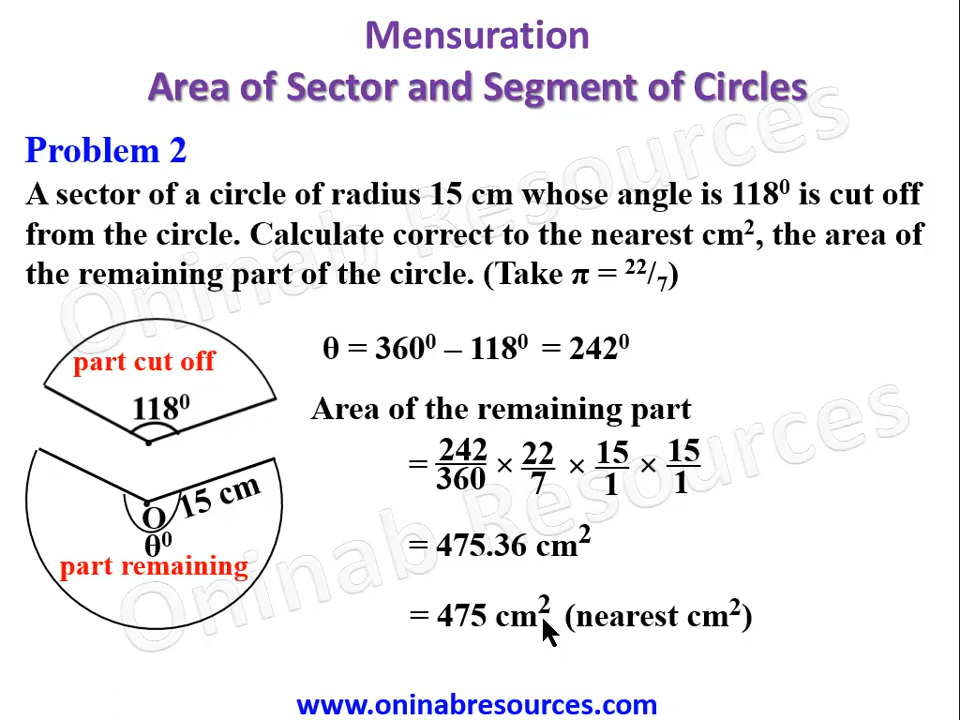 Mensuration
Area of Sector and Segment of Circles
Problem 2
A sector of a circle of radius 15 cm whose angle is 118⁰ is cut off
from the circle. Calculate correct to the nearest cm², the area of
the remaining part of the circle. (Take π = ²²/₇)
part cut off
118⁰
θ = 360⁰ – 118⁰ = 242⁰
Area of the remaining part
= 242/360 × 22/7 × 15/1 × 15/1
15 cm
O
θ⁰
part remaining
= 475.36 cm²
= 475 cm² (nearest cm²)
www.oninabresources.com
Oninab Resources
Oninab Resources